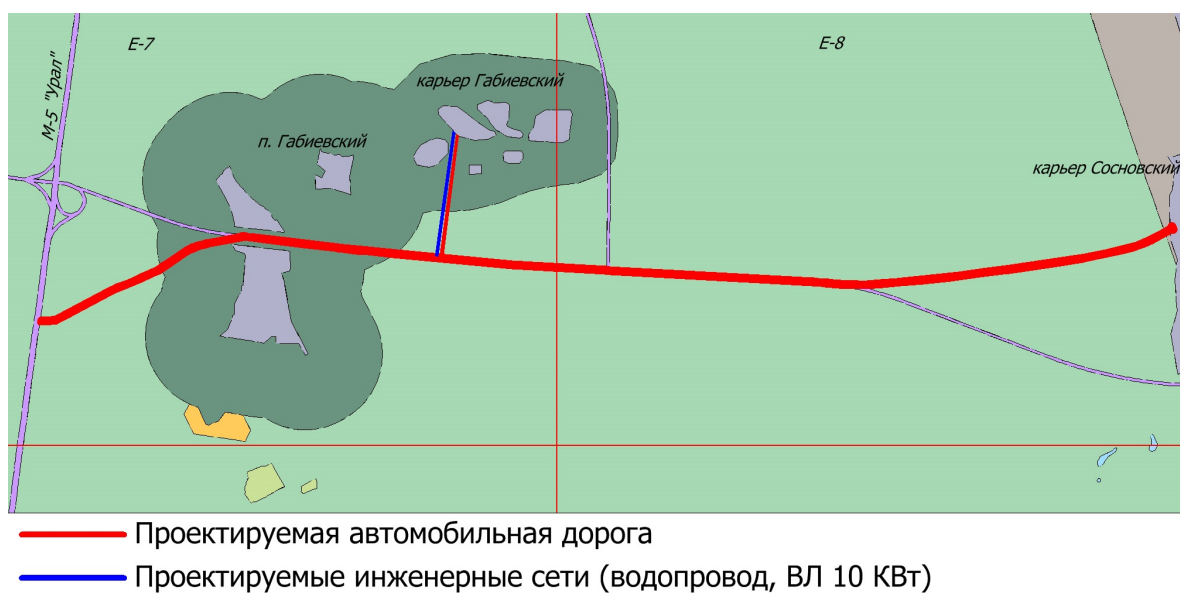 Е-7
Е-8
М-5 "Урал"
карьер Габиевский
п. Габиевский
карьер Сосновский
Проектируемая автомобильная дорога
Проектируемые инженерные сети (водопровод, ВЛ 10 КВт)